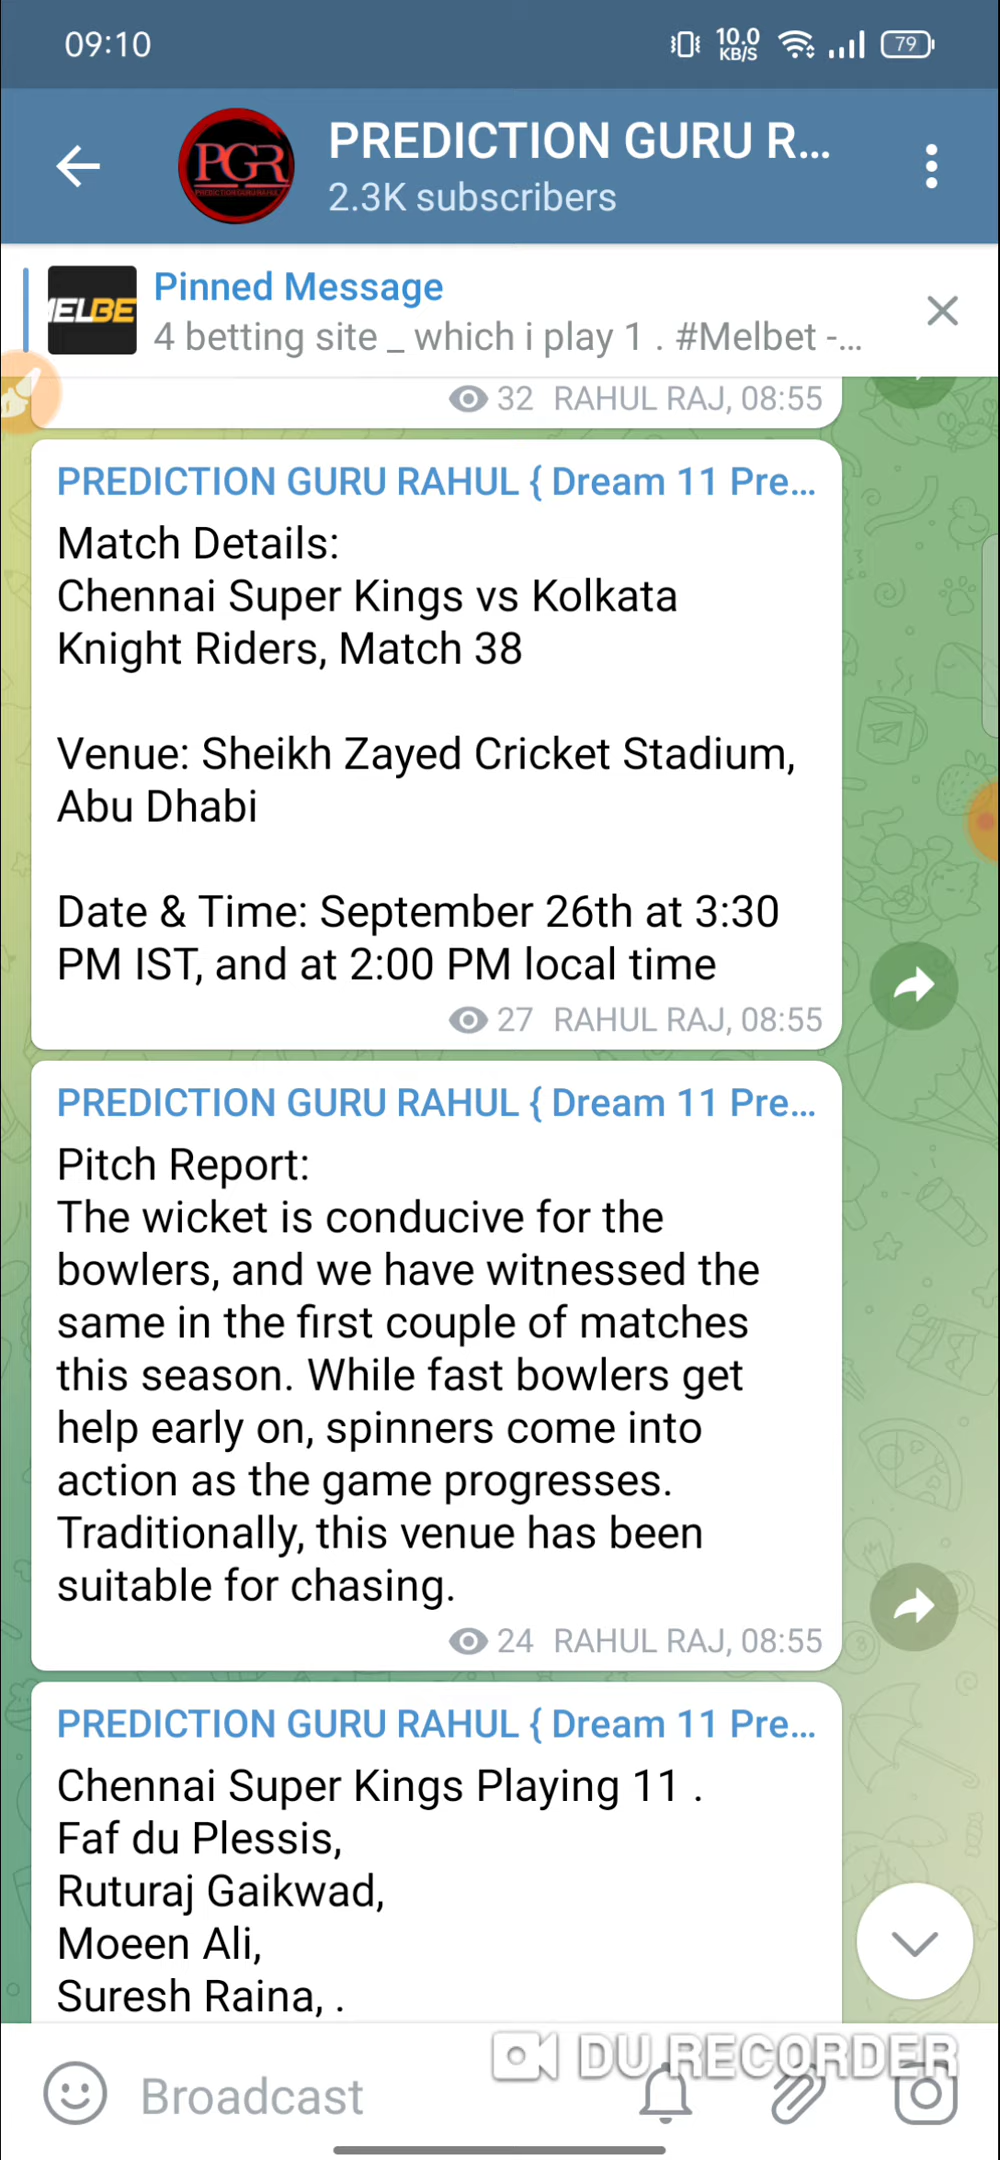 09:10
10.0
KB/S
79
PGR
PREDICTION GURU R...
2.3K subscribers
Pinned Message
4 betting site _ which i play 1 . #Melbet -...
ELBE
32 RAHUL RAJ, 08:55
PREDICTION GURU RAHUL { Dream 11 Pre...
Match Details:
Chennai Super Kings vs Kolkata
Knight Riders, Match 38
Venue: Sheikh Zayed Cricket Stadium,
Abu Dhabi
Date & Time: September 26th at 3:30
PM IST, and at 2:00 PM local time
27 RAHUL RAJ, 08:55
PREDICTION GURU RAHUL { Dream 11 Pre...
Pitch Report:
The wicket is conducive for the
bowlers, and we have witnessed the
same in the first couple of matches
this season. While fast bowlers get
help early on, spinners come into
action as the game progresses.
Traditionally, this venue has been
suitable for chasing.
24 RAHUL RAJ, 08:55
PREDICTION GURU RAHUL { Dream 11 Pre...
Chennai Super Kings Playing 11 .
Faf du Plessis,
Ruturaj Gaikwad,
Moeen Ali,
Suresh Raina, .
DU RECORDER
Broadcast